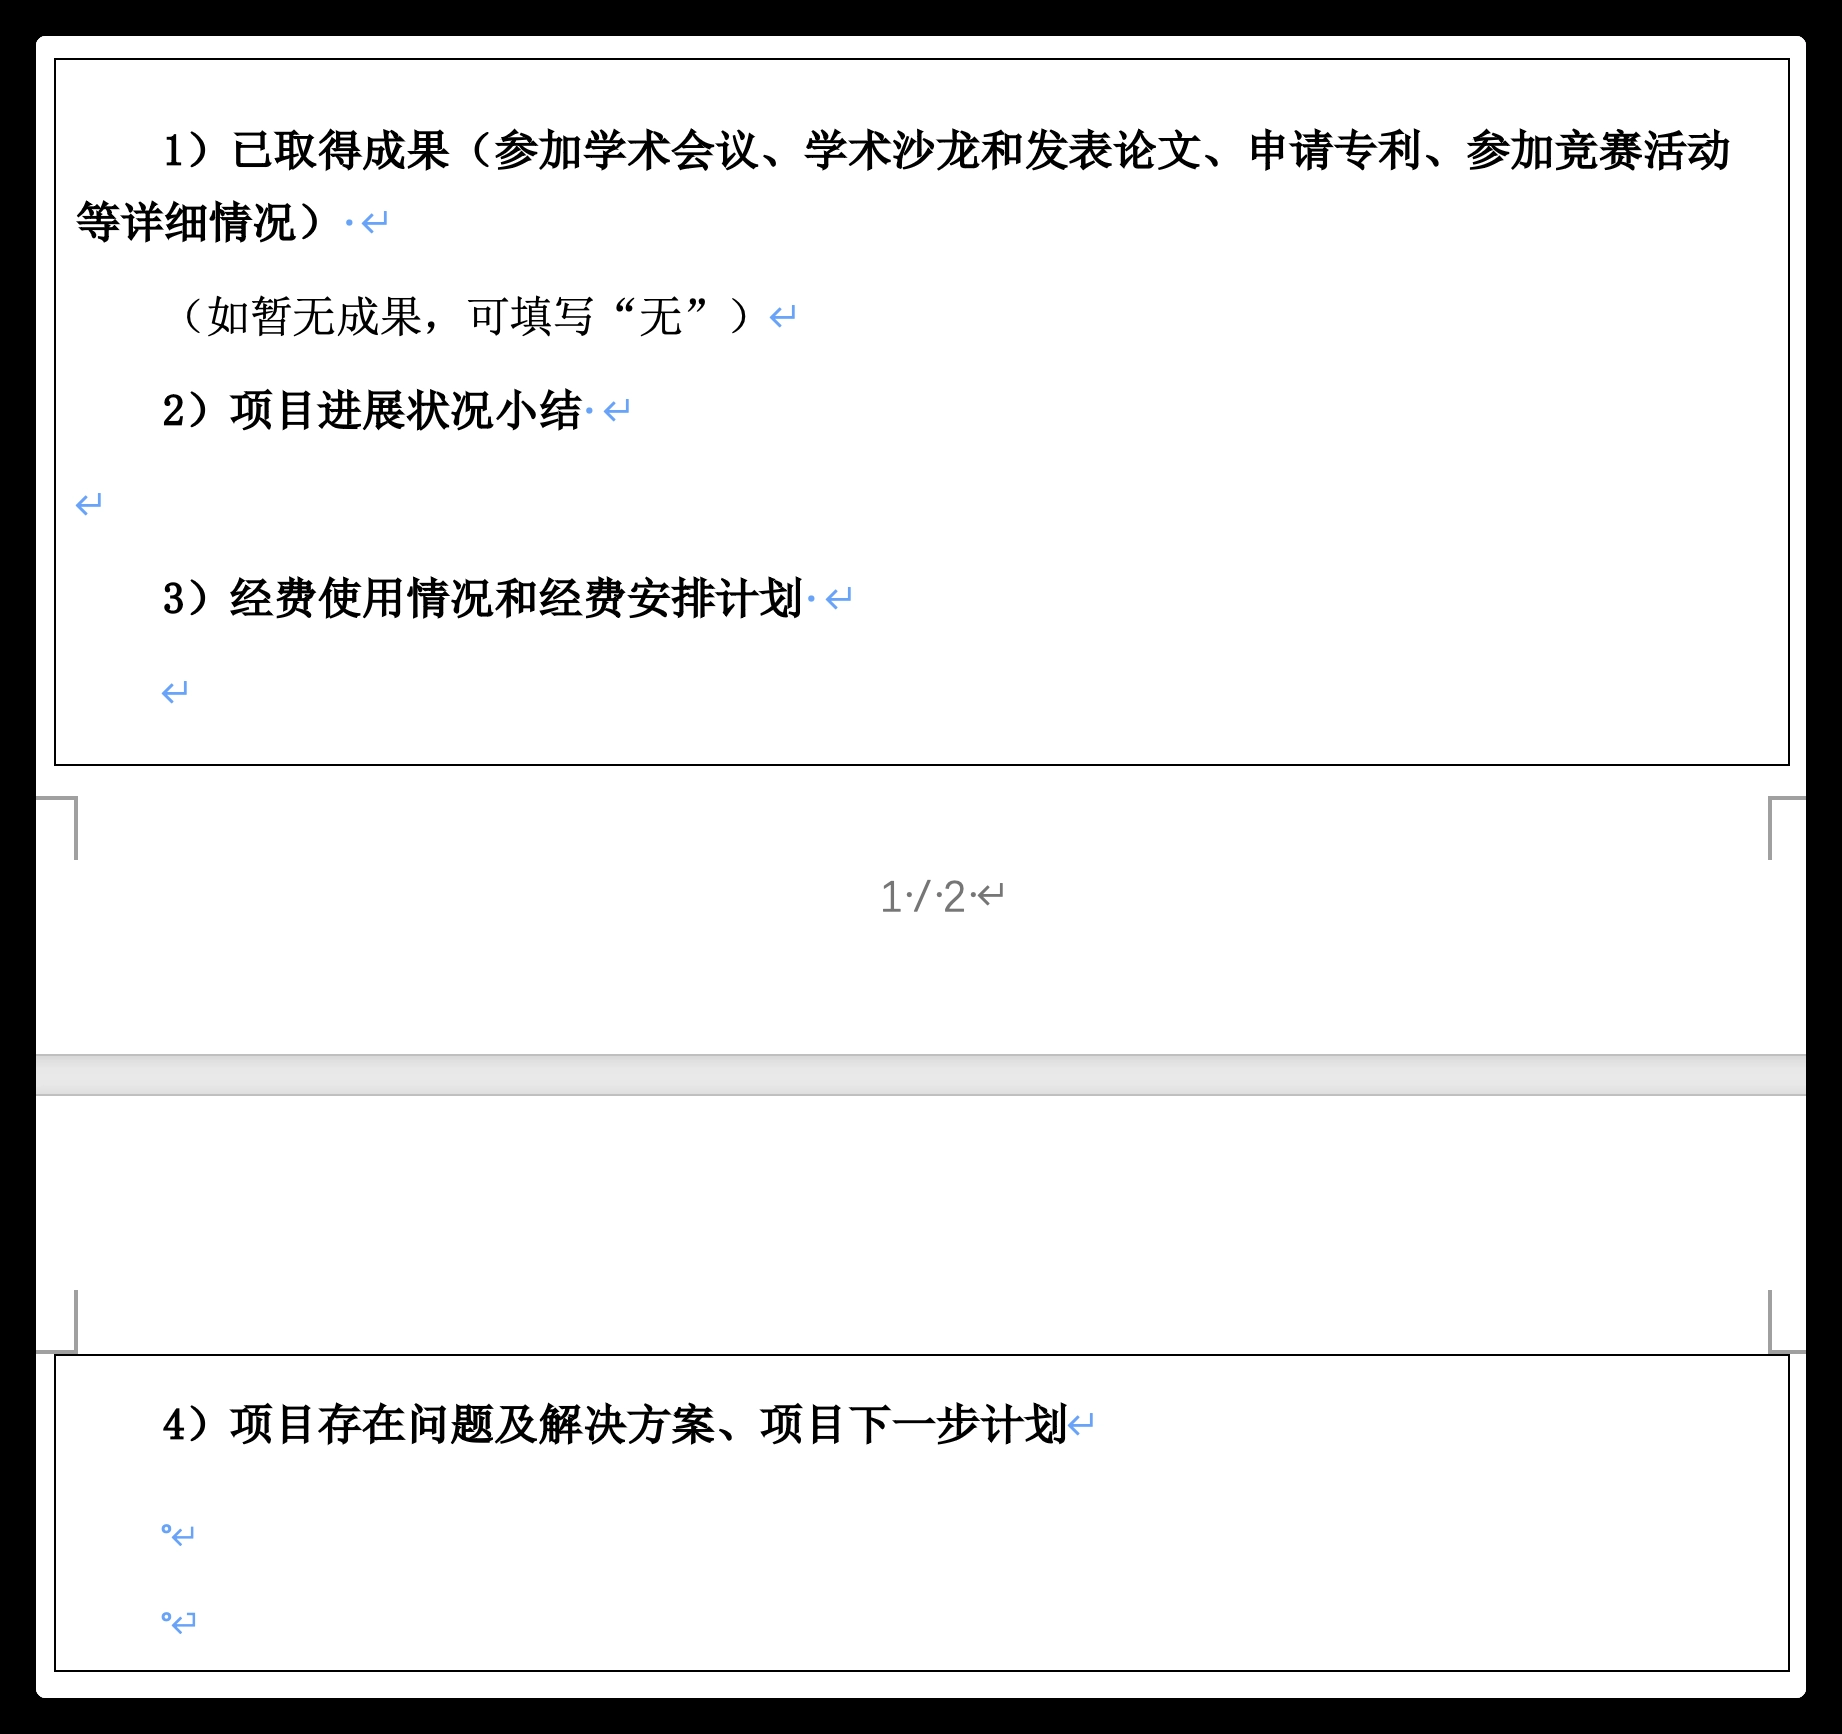 1）已取得成果（参加学术会议、学术沙龙和发表论文、申请专利、参加竞赛活动
等详细情况）
（如暂无成果，可填写“无”）
2）项目进展状况小结
3）经费使用情况和经费安排计划
1 / 2
4）项目存在问题及解决方案、项目下一步计划